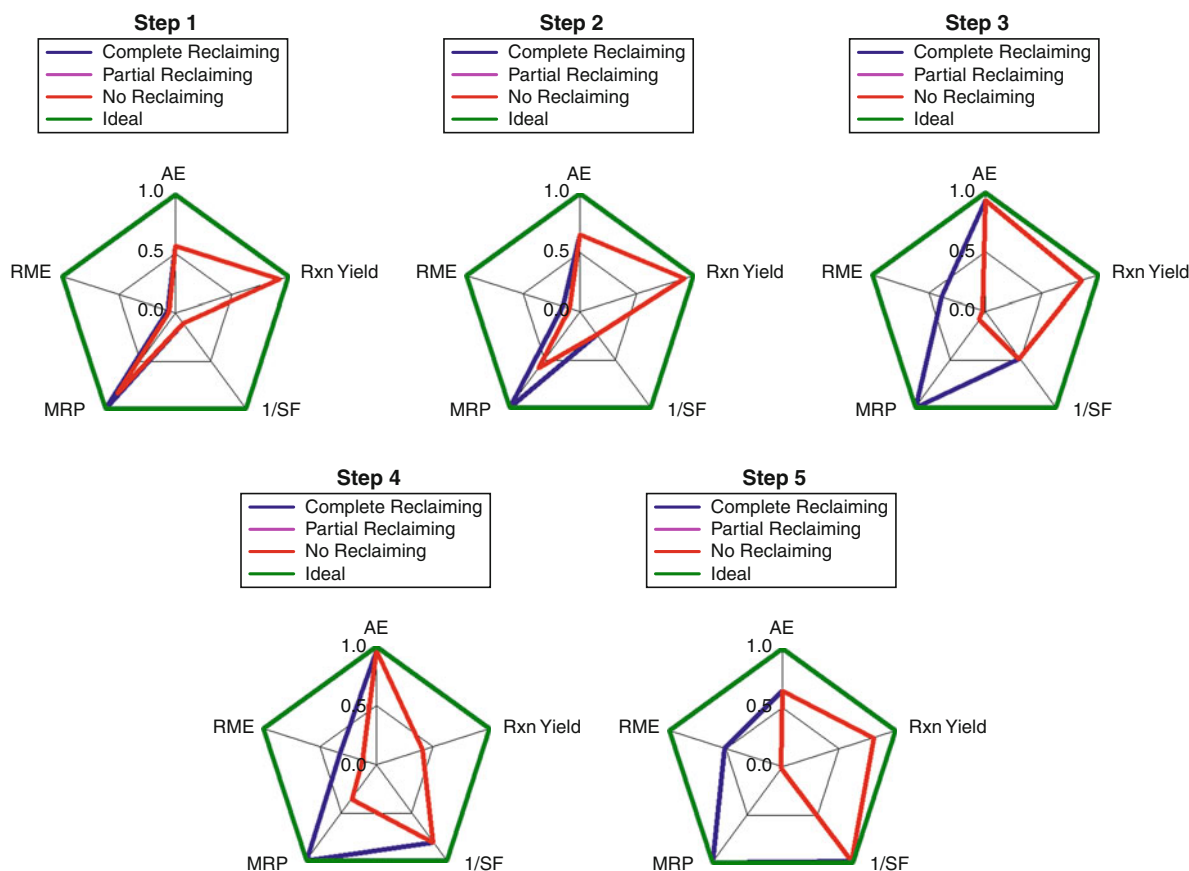 Step 1
Complete Reclaiming
Partial Reclaiming
No Reclaiming
Ideal
AE
1.0
0.5
0.0
RME
Rxn Yield
MRP
1/SF
Step 2
Complete Reclaiming
Partial Reclaiming
No Reclaiming
Ideal
AE
1.0
0.5
0.0
RME
Rxn Yield
MRP
1/SF
Step 3
Complete Reclaiming
Partial Reclaiming
No Reclaiming
Ideal
AE
1.0
0.5
0.0
RME
Rxn Yield
MRP
1/SF
Step 4
Complete Reclaiming
Partial Reclaiming
No Reclaiming
Ideal
AE
1.0
0.5
0.0
RME
Rxn Yield
MRP
1/SF
Step 5
Complete Reclaiming
Partial Reclaiming
No Reclaiming
Ideal
AE
1.0
0.5
0.0
RME
Rxn Yield
MRP
1/SF